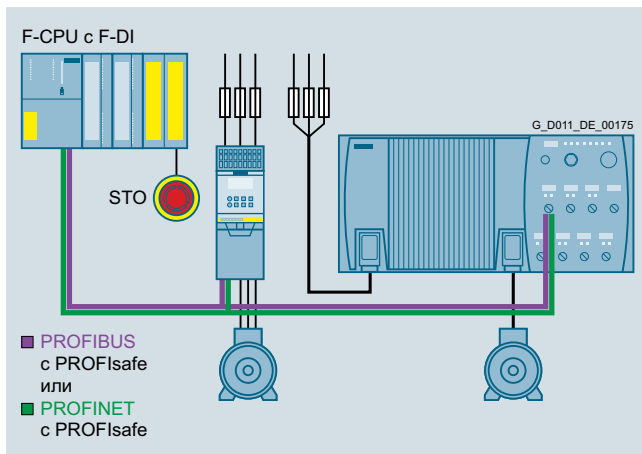 F-CPU с F-DI
G_D011_DE_00175
STO
PROFIBUS
с PROFIsafe
или
PROFINET
с PROFIsafe